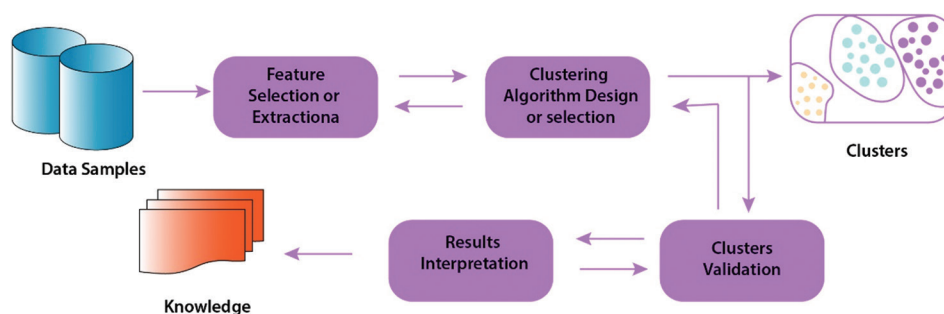 Data Samples
Feature
Selection or
Extractiona
Clustering
Algorithm Design
or selection
Clusters
Knowledge
Results
Interpretation
Clusters
Validation